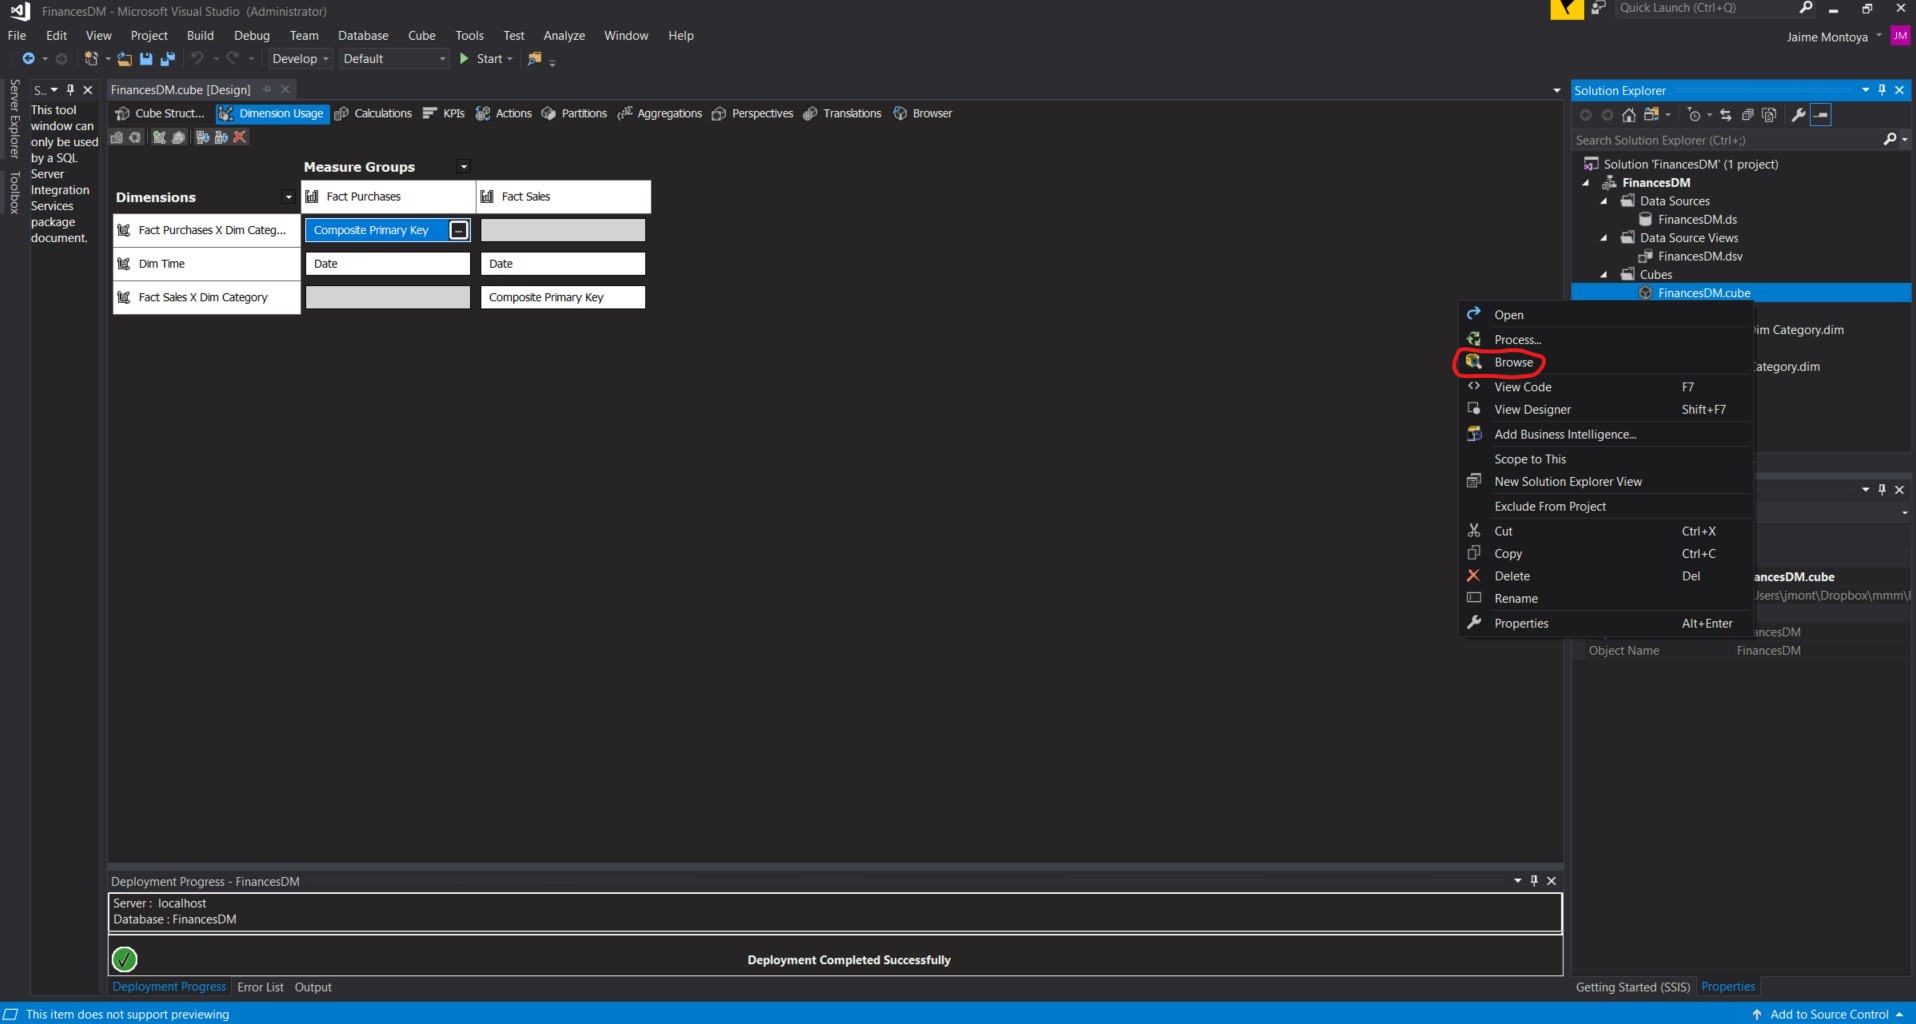 FinancesDM - Microsoft Visual Studio (Administrator)
Quick Launch (Ctrl+Q)
File Edit View Project Build Debug Team Database Cube Tools Test Analyze Window Help
Jaime Montoya JM
Develop Default Start
Server Explorer
Toolbox
S..
This tool
window can
only be used
by a SQL
Server
Integration
Services
package
document.
FinancesDM.cube [Design]
Cube Struct... Dimension Usage Calculations KPIs Actions Partitions Aggregations Perspectives Translations Browser
Measure Groups
Dimensions Fact Purchases Fact Sales
Fact Purchases X Dim Categ... Composite Primary Key ...
Dim Time Date Date
Fact Sales X Dim Category Composite Primary Key
Solution Explorer
Search Solution Explorer (Ctrl+;)
Solution 'FinancesDM' (1 project)
FinancesDM
Data Sources
FinancesDM.ds
Data Source Views
FinancesDM.dsv
Cubes
FinancesDM.cube
im Category.dim
ategory.dim
Open
Process...
Browse
View Code F7
View Designer Shift+F7
Add Business Intelligence...
Scope to This
New Solution Explorer View
Exclude From Project
Cut Ctrl+X
Copy Ctrl+C
Delete Del
Rename
Properties Alt+Enter
ancesDM.cube
sers\jmont\Dropbox\mmm\
ancesDM
Object Name FinancesDM
Deployment Progress - FinancesDM
Server : localhost
Database : FinancesDM
Deployment Completed Successfully
Deployment Progress Error List Output
Getting Started (SSIS) Properties
This item does not support previewing
Add to Source Control